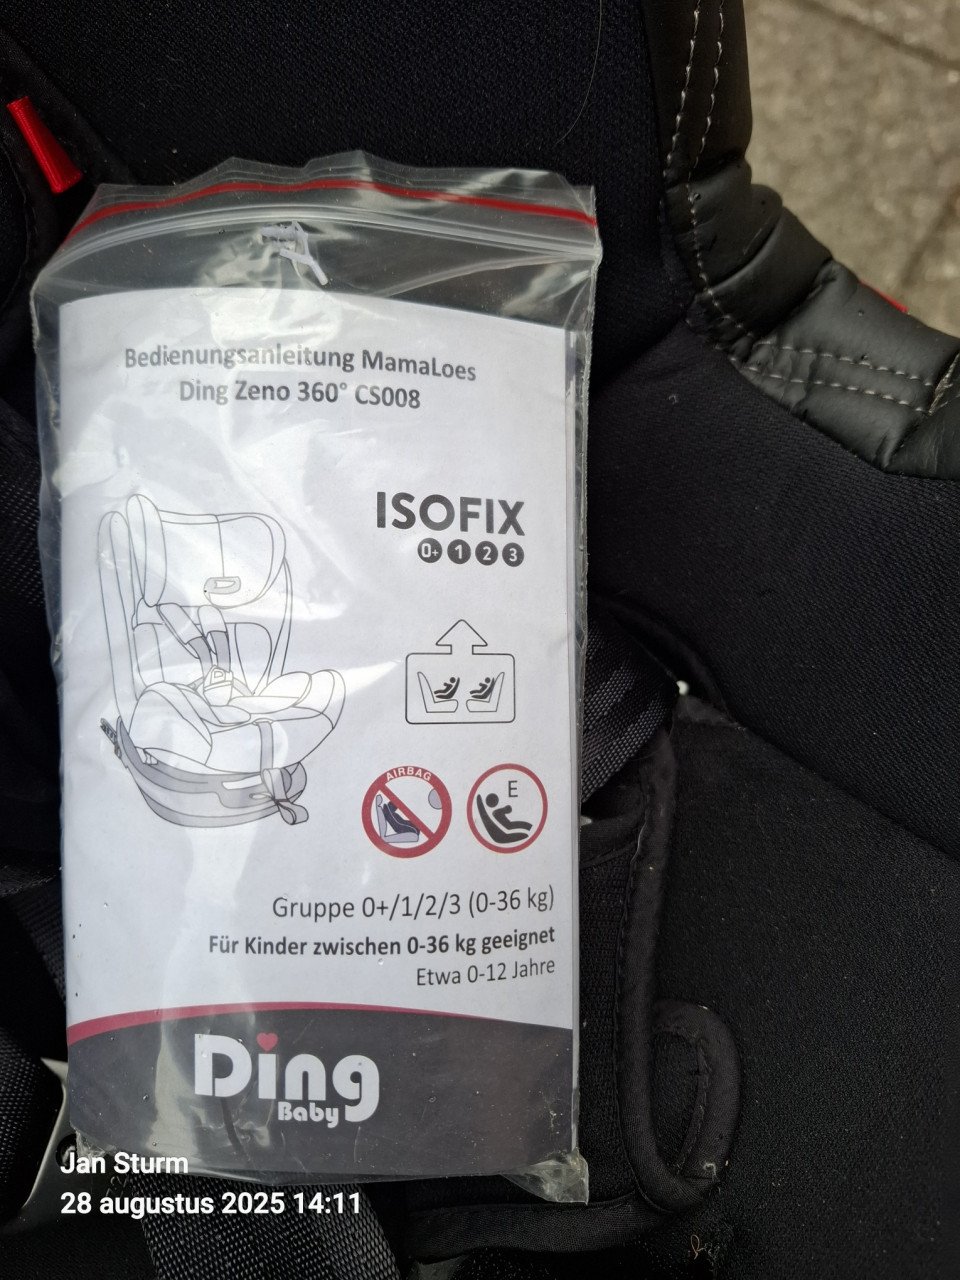 Bedienungsanleitung MamaLoes
Ding Zeno 360° CS008
ISOFIX
0+ 1 2 3
AIRBAG
E
Gruppe 0+/1/2/3 (0-36 kg)
Für Kinder zwischen 0-36 kg geeignet
Etwa 0-12 Jahre
Ding
Baby
Jan Sturm
28 augustus 2025 14:11